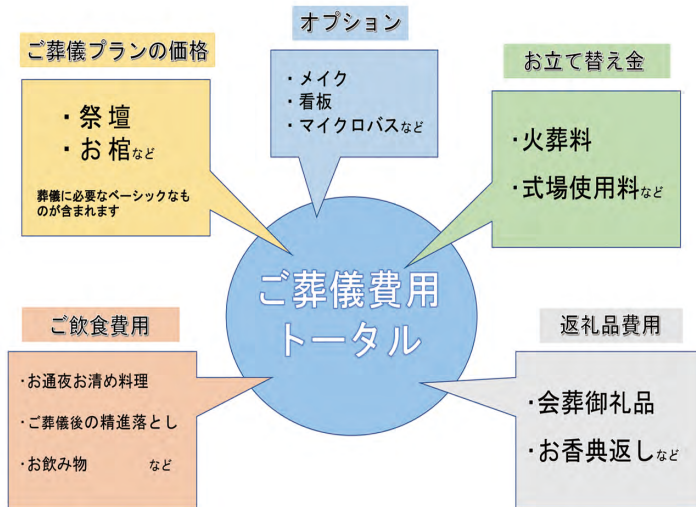 ご葬儀プランの価格
・祭壇
・お棺など
葬儀に必要なベーシックなも
のが含まれます
オプション
・メイク
・看板
・マイクロバスなど
お立て替え金
・火葬料
・式場使用料など
ご葬儀費用
トータル
ご飲食費用
・お通夜お清め料理
・ご葬儀後の精進落とし
・お飲み物 など
返礼品費用
・会葬御礼品
・お香典返しなど